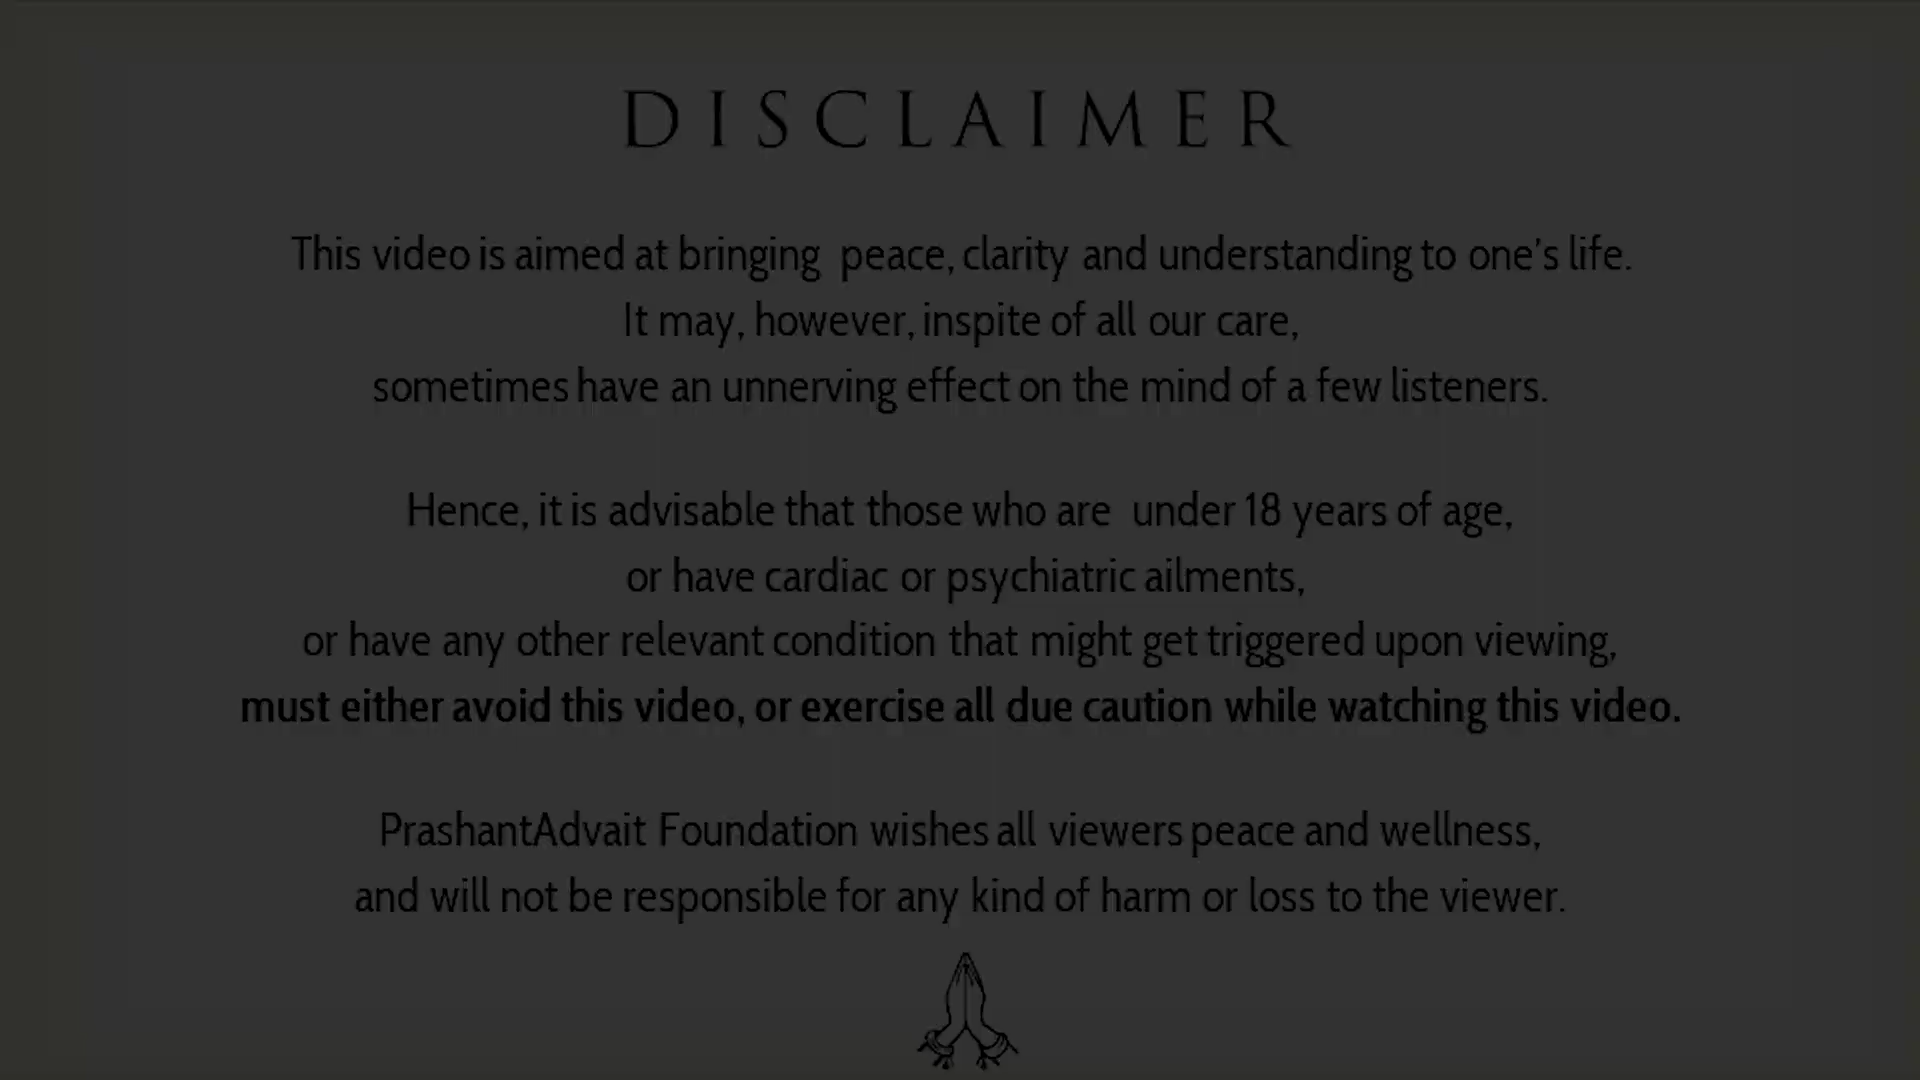 DISCLAIMER
This video is aimed at bringing peace, clarity and understanding to one's life.
It may, however, inspite of all our care,
sometimes have an unnerving effect on the mind of a few listeners.
Hence, it is advisable that those who are under 18 years of age,
or have cardiac or psychiatric ailments,
or have any other relevant condition that might get triggered upon viewing,
must either avoid this video, or exercise all due caution while watching this video.
PrashantAdvait Foundation wishes all viewers peace and wellness,
and will not be responsible for any kind of harm or loss to the viewer.